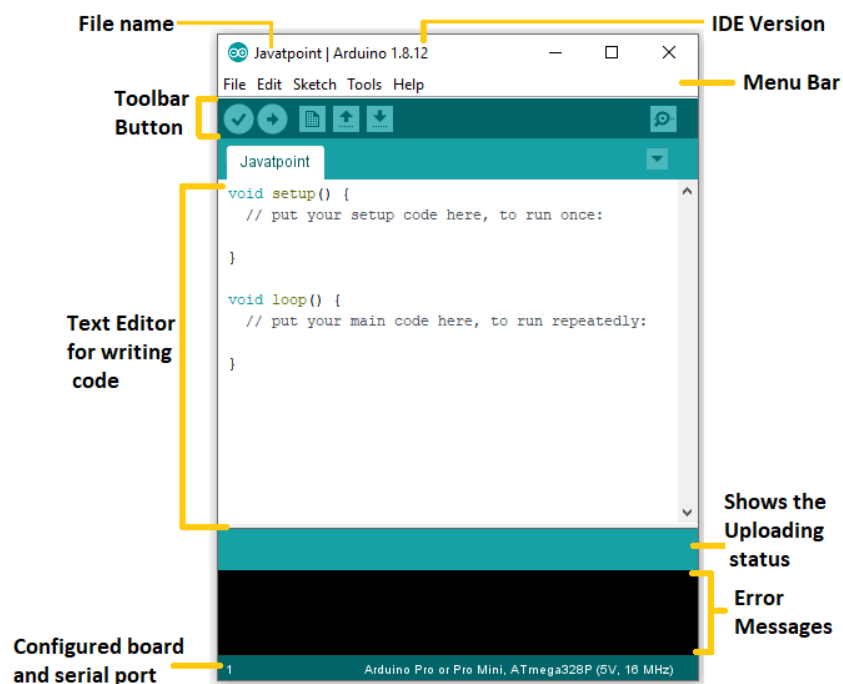 File name
IDE Version
Javatpoint | Arduino 1.8.12
File Edit Sketch Tools Help
Menu Bar
Toolbar
Button
Javatpoint
void setup() {
// put your setup code here, to run once:
}
void loop() {
// put your main code here, to run repeatedly:
}
Text Editor
for writing
code
Shows the
Uploading
status
Error
Messages
Configured board
and serial port
1
Arduino Pro or Pro Mini, ATmega328P (5V, 16 MHz)